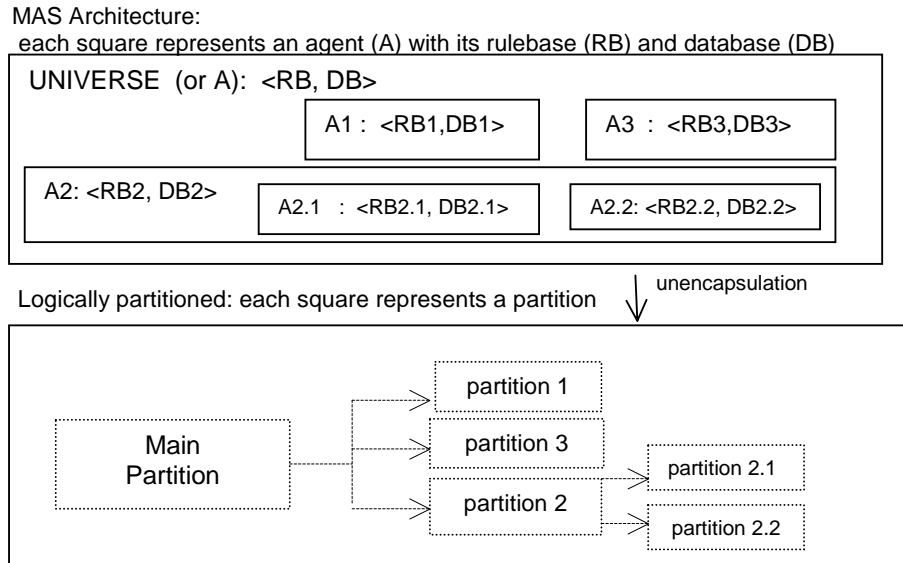 MAS Architecture:
each square represents an agent (A) with its rulebase (RB) and database (DB)
UNIVERSE (or A): <RB, DB>
A1 : <RB1,DB1>
A3 : <RB3,DB3>
A2: <RB2, DB2>
A2.1 : <RB2.1, DB2.1>
A2.2: <RB2.2, DB2.2>
unencapsulation
Logically partitioned: each square represents a partition
partition 1
Main
Partition
partition 3
partition 2.1
partition 2
partition 2.2